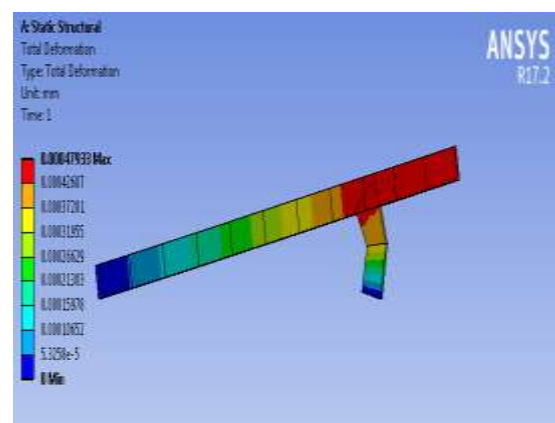 A: Static Structural
Total Deformation
Type: Total Deformation
Unit: mm
Time: 1
ANSYS
R17.2
0.00047933 Max
0.00042607
0.00037281
0.00031955
0.00026629
0.00021303
0.00015978
0.00010652
5.3258e-5
0 Min